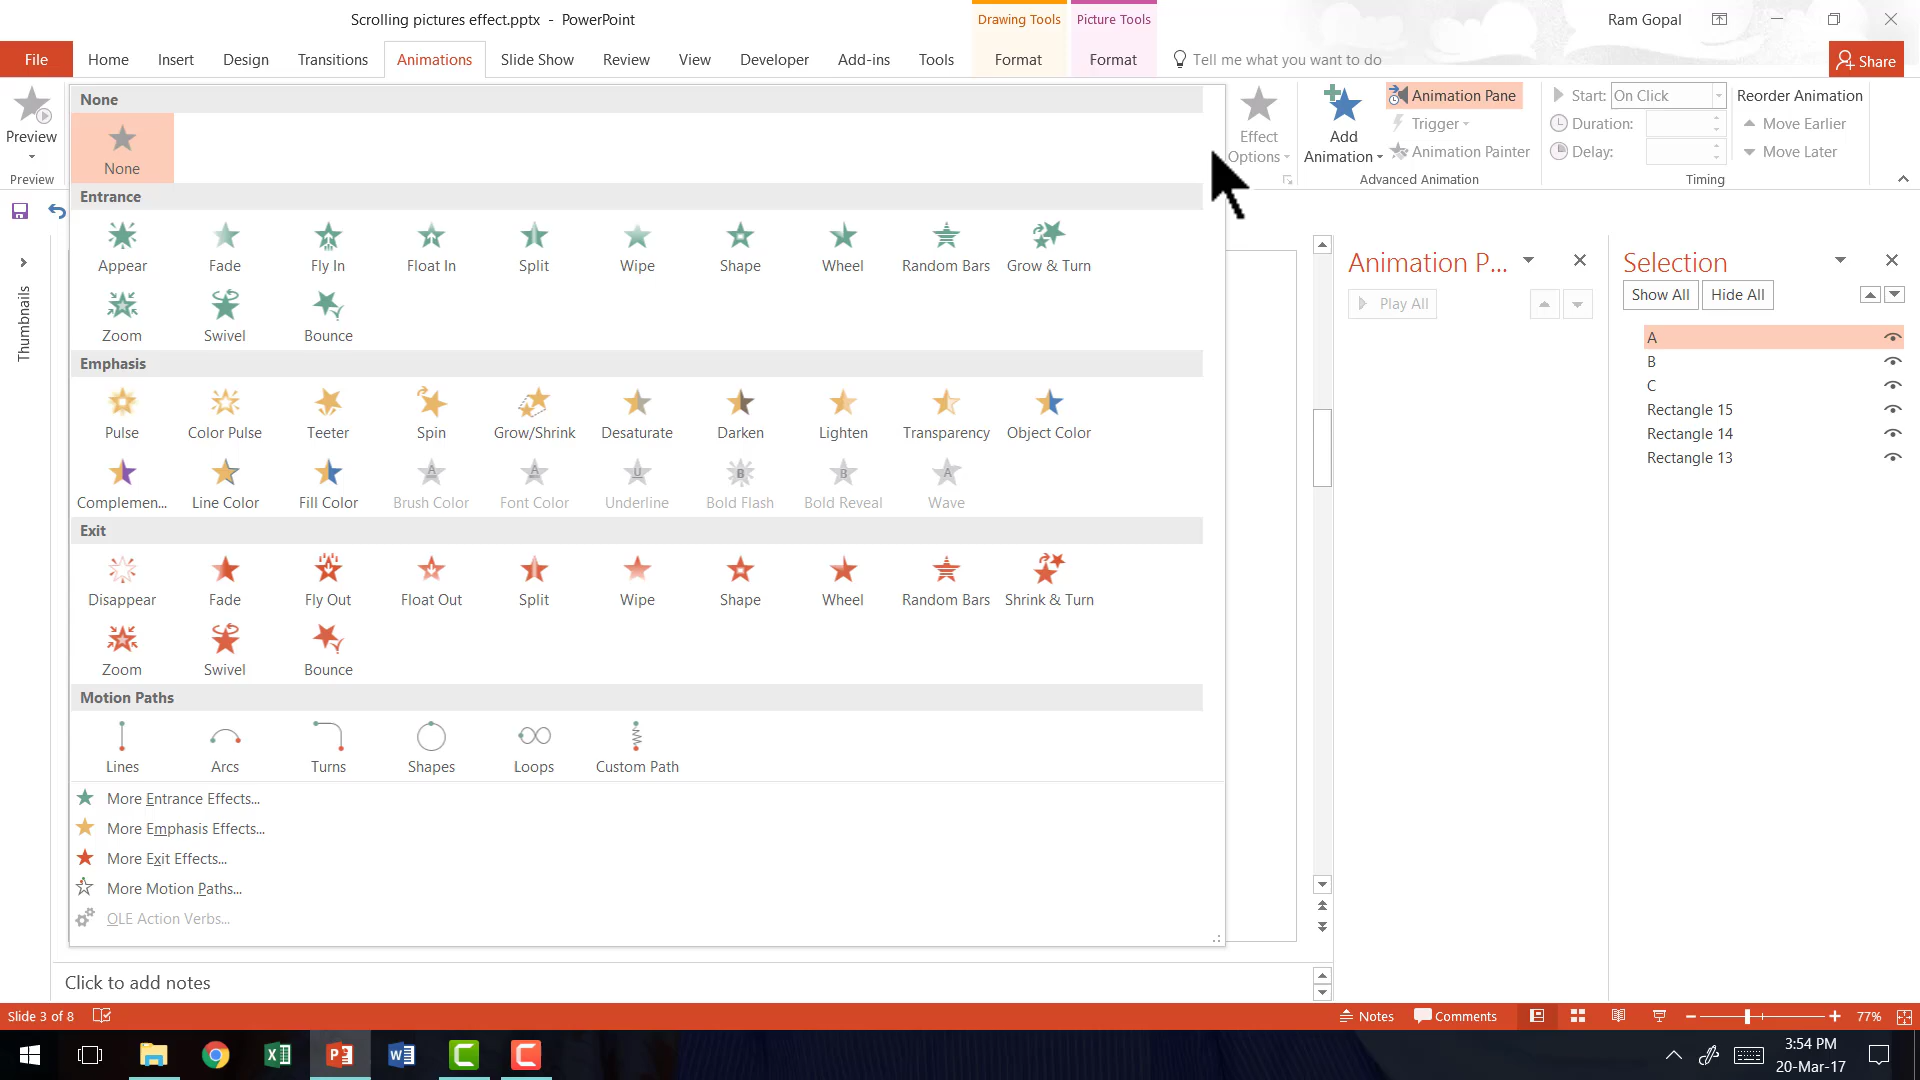 Scrolling pictures effect.pptx - PowerPoint
Drawing Tools
Picture Tools
Ram Gopal
File Home Insert Design Transitions Animations Slide Show Review View Developer Add-ins Tools Format Format Tell me what you want to do Share
Preview
Preview
Effect Options
Add Animation
Animation Pane
Trigger
Animation Painter
Advanced Animation
Start: On Click
Duration:
Delay:
Reorder Animation
Move Earlier
Move Later
Timing
None
None
Entrance
Appear Fade Fly In Float In Split Wipe Shape Wheel Random Bars Grow & Turn
Zoom Swivel Bounce
Emphasis
Pulse Color Pulse Teeter Spin Grow/Shrink Desaturate Darken Lighten Transparency Object Color
Complemen... Line Color Fill Color Brush Color Font Color Underline Bold Flash Bold Reveal Wave
Exit
Disappear Fade Fly Out Float Out Split Wipe Shape Wheel Random Bars Shrink & Turn
Zoom Swivel Bounce
Motion Paths
Lines Arcs Turns Shapes Loops Custom Path
More Entrance Effects...
More Emphasis Effects...
More Exit Effects...
More Motion Paths...
OLE Action Verbs...
Thumbnails
Animation P...
Play All
Selection
Show All Hide All
A
B
C
Rectangle 15
Rectangle 14
Rectangle 13
Click to add notes
Slide 3 of 8
Notes Comments 77%
3:54 PM
20-Mar-17